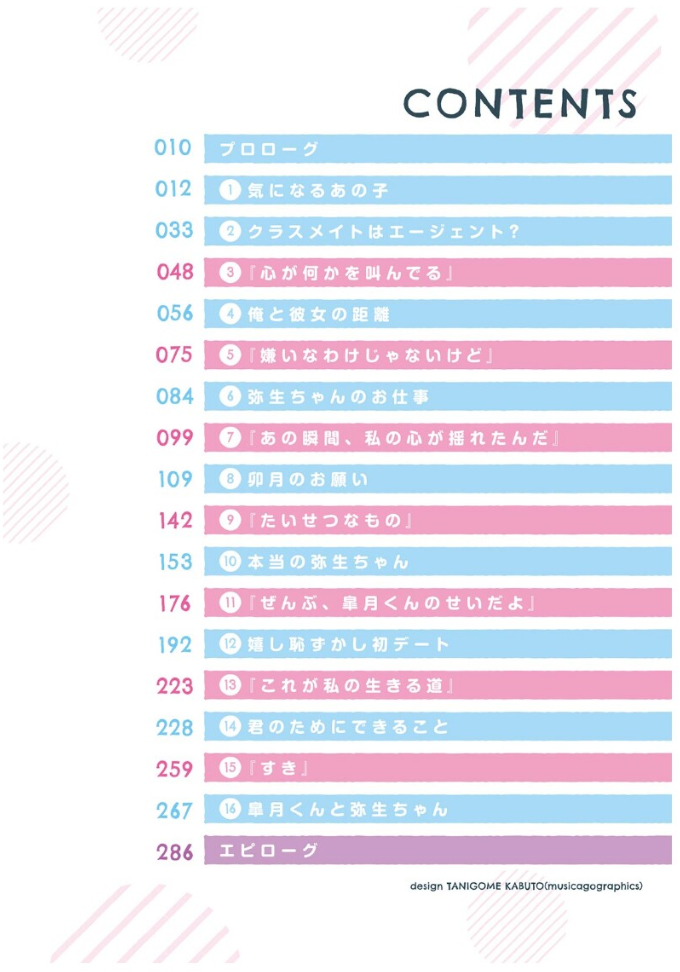 CONTENTS
010 プロローグ
012 1 気になるあの子
033 2 クラスメイトはエージェント?
048 3 『心が何かを叫んでる』
056 4 俺と彼女の距離
075 5 『嫌いなわけじゃないけど』
084 6 弥生ちゃんのお仕事
099 7 『あの瞬間、私の心が揺れたんだ』
109 8 卯月のお願い
142 9 『たいせつなもの』
153 10 本当の弥生ちゃん
176 11 『ぜんぶ、皐月くんのせいだよ』
192 12 嬉し恥ずかし初デート
223 13 『これが私の生きる道』
228 14 君のためにできること
259 15 『すき』
267 16 皐月くんと弥生ちゃん
286 エピローグ
design TANIGOME KABUTO(musicagographics)